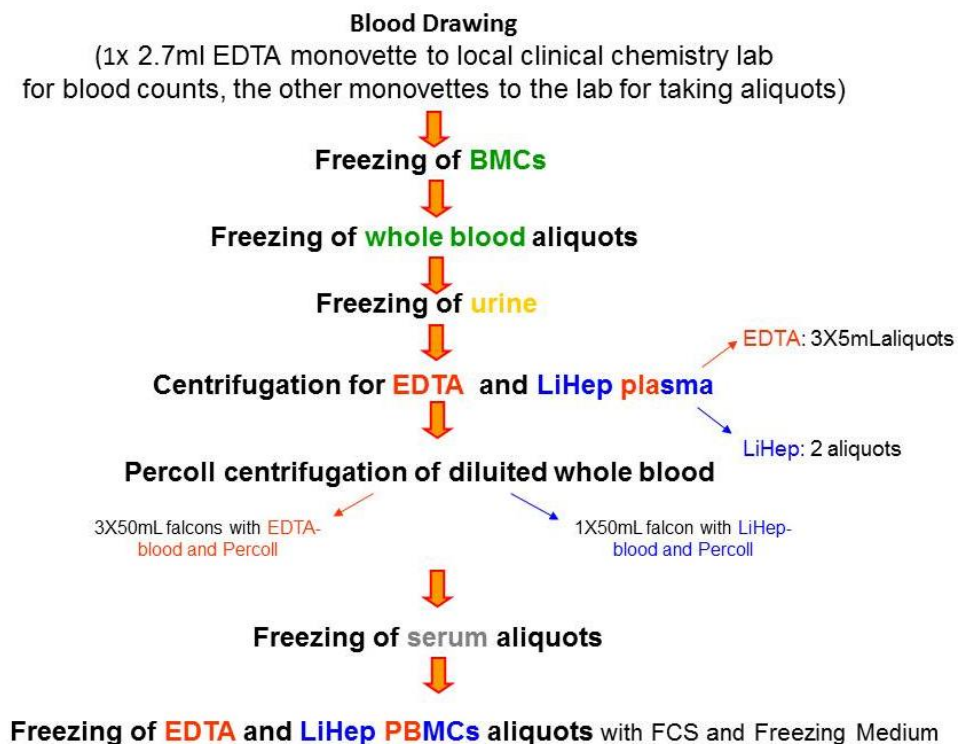 Blood Drawing
(1x 2.7ml EDTA monovette to local clinical chemistry lab
for blood counts, the other monovettes to the lab for taking aliquots)
Freezing of BMCs
Freezing of whole blood aliquots
Freezing of urine
EDTA: 3X5mLaliquots
Centrifugation for EDTA and LiHep plasma
LiHep: 2 aliquots
Percoll centrifugation of diluited whole blood
3X50mL falcons with EDTA-
blood and Percoll
1X50mL falcon with LiHep-
blood and Percoll
Freezing of serum aliquots
Freezing of EDTA and LiHep PBMCs aliquots with FCS and Freezing Medium